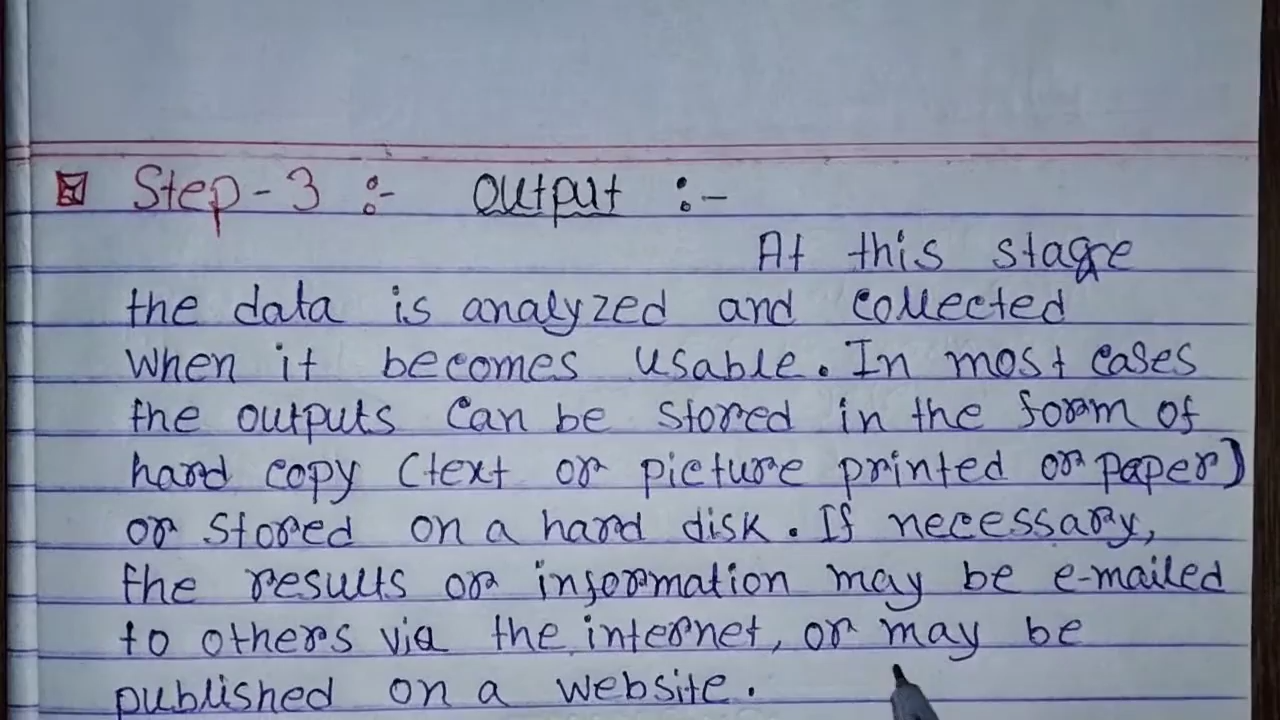 Step-3 :- Output :-
At this stage
the data is analyzed and collected
when it becomes usable. In most cases
the outputs can be stored in the form of
hard copy (text or picture printed or paper)
or stored on a hard disk. If necessary,
the results or information may be e-mailed
to others via the internet, or may be
published on a website.